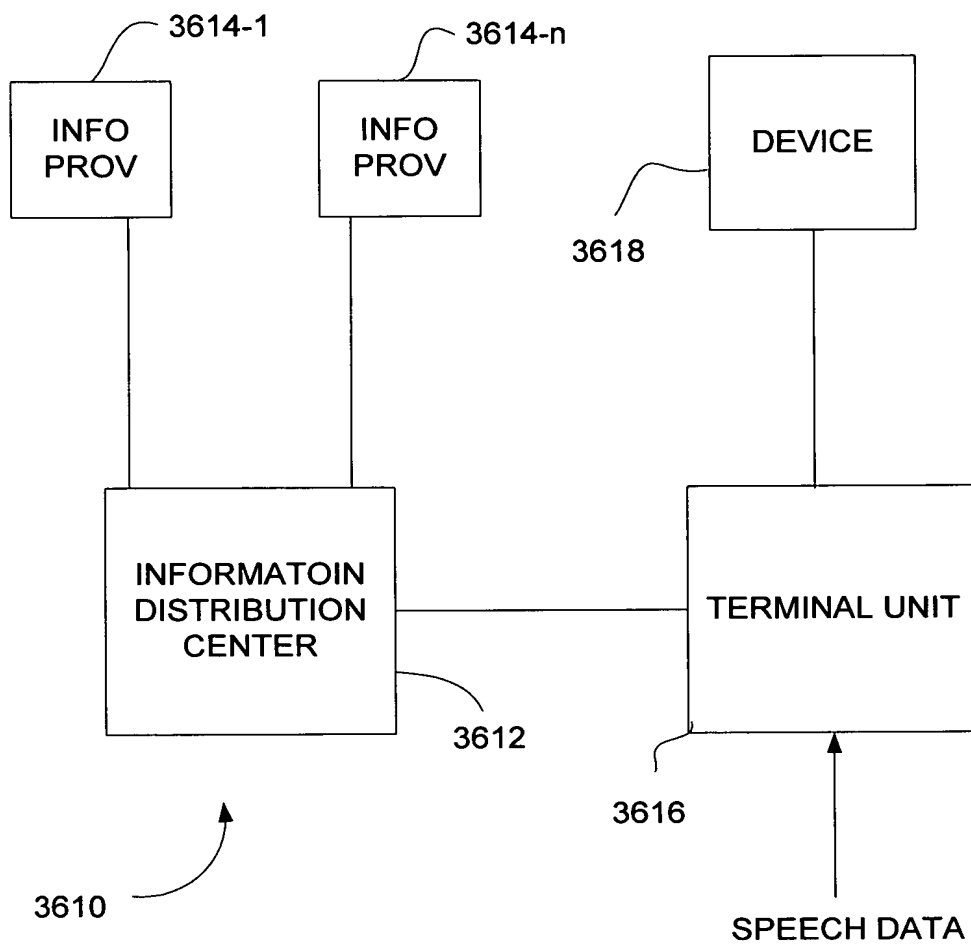 3614-1
3614-n
INFO
PROV
INFO
PROV
DEVICE
3618
INFORMATOIN
DISTRIBUTION
CENTER
TERMINAL UNIT
3612
3616
3610
SPEECH DATA